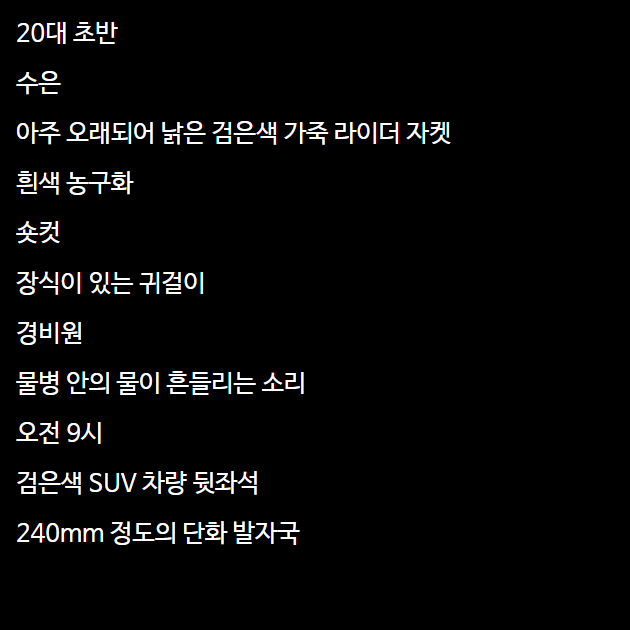 20대 초반
수은
아주 오래되어 낡은 검은색 가죽 라이더 자켓
흰색 농구화
숏컷
장식이 있는 귀걸이
경비원
물병 안의 물이 흔들리는 소리
오전 9시
검은색 SUV 차량 뒷좌석
240mm 정도의 단화 발자국